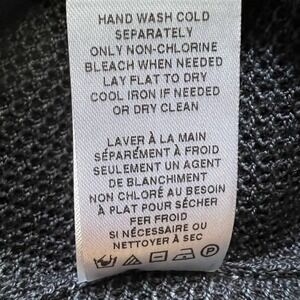 HAND WASH COLD
SEPARATELY
ONLY NON-CHLORINE
BLEACH WHEN NEEDED
LAY FLAT TO DRY
COOL IRON IF NEEDED
OR DRY CLEAN
LAVER À LA MAIN
SÉPARÉMENT À FROID
SEULEMENT UN AGENT
DE BLANCHIMENT
NON CHLORÉ AU BESOIN
À PLAT POUR SÉCHER
FER FROID
SI NÉCESSAIRE OU
NETTOYER À SEC